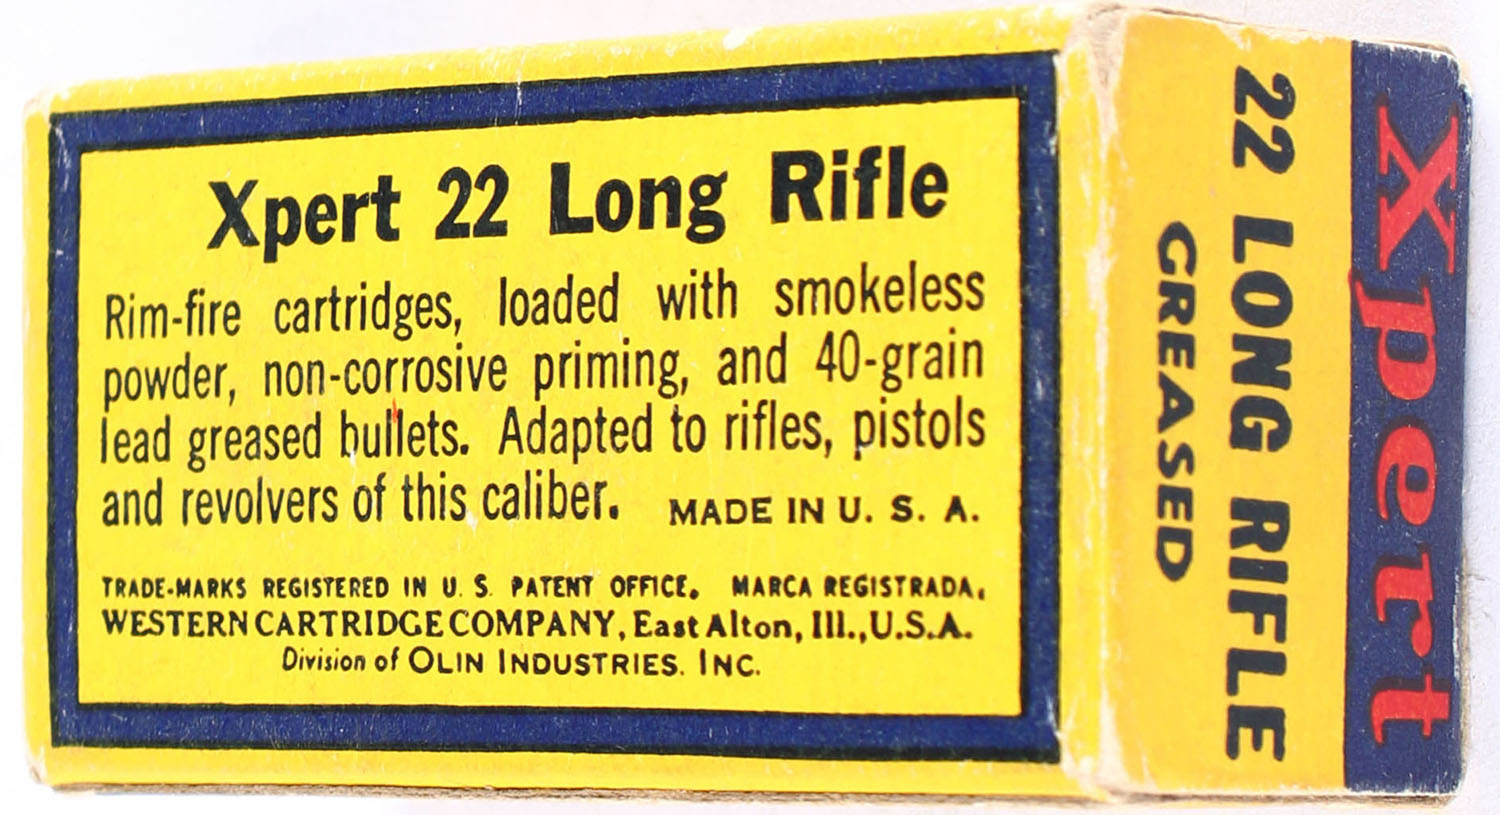 Xpert 22 Long Rifle
Rim-fire cartridges, loaded with smokeless
powder, non-corrosive priming, and 40-grain
lead greased bullets. Adapted to rifles, pistols
and revolvers of this caliber. MADE IN U. S. A.
TRADE-MARKS REGISTERED IN U. S. PATENT OFFICE. MARCA REGISTRADA.
WESTERN CARTRIDGE COMPANY, East Alton, Ill., U.S.A.
Division of OLIN INDUSTRIES. INC.
Xpert
22 LONG RIFLE
GREASED